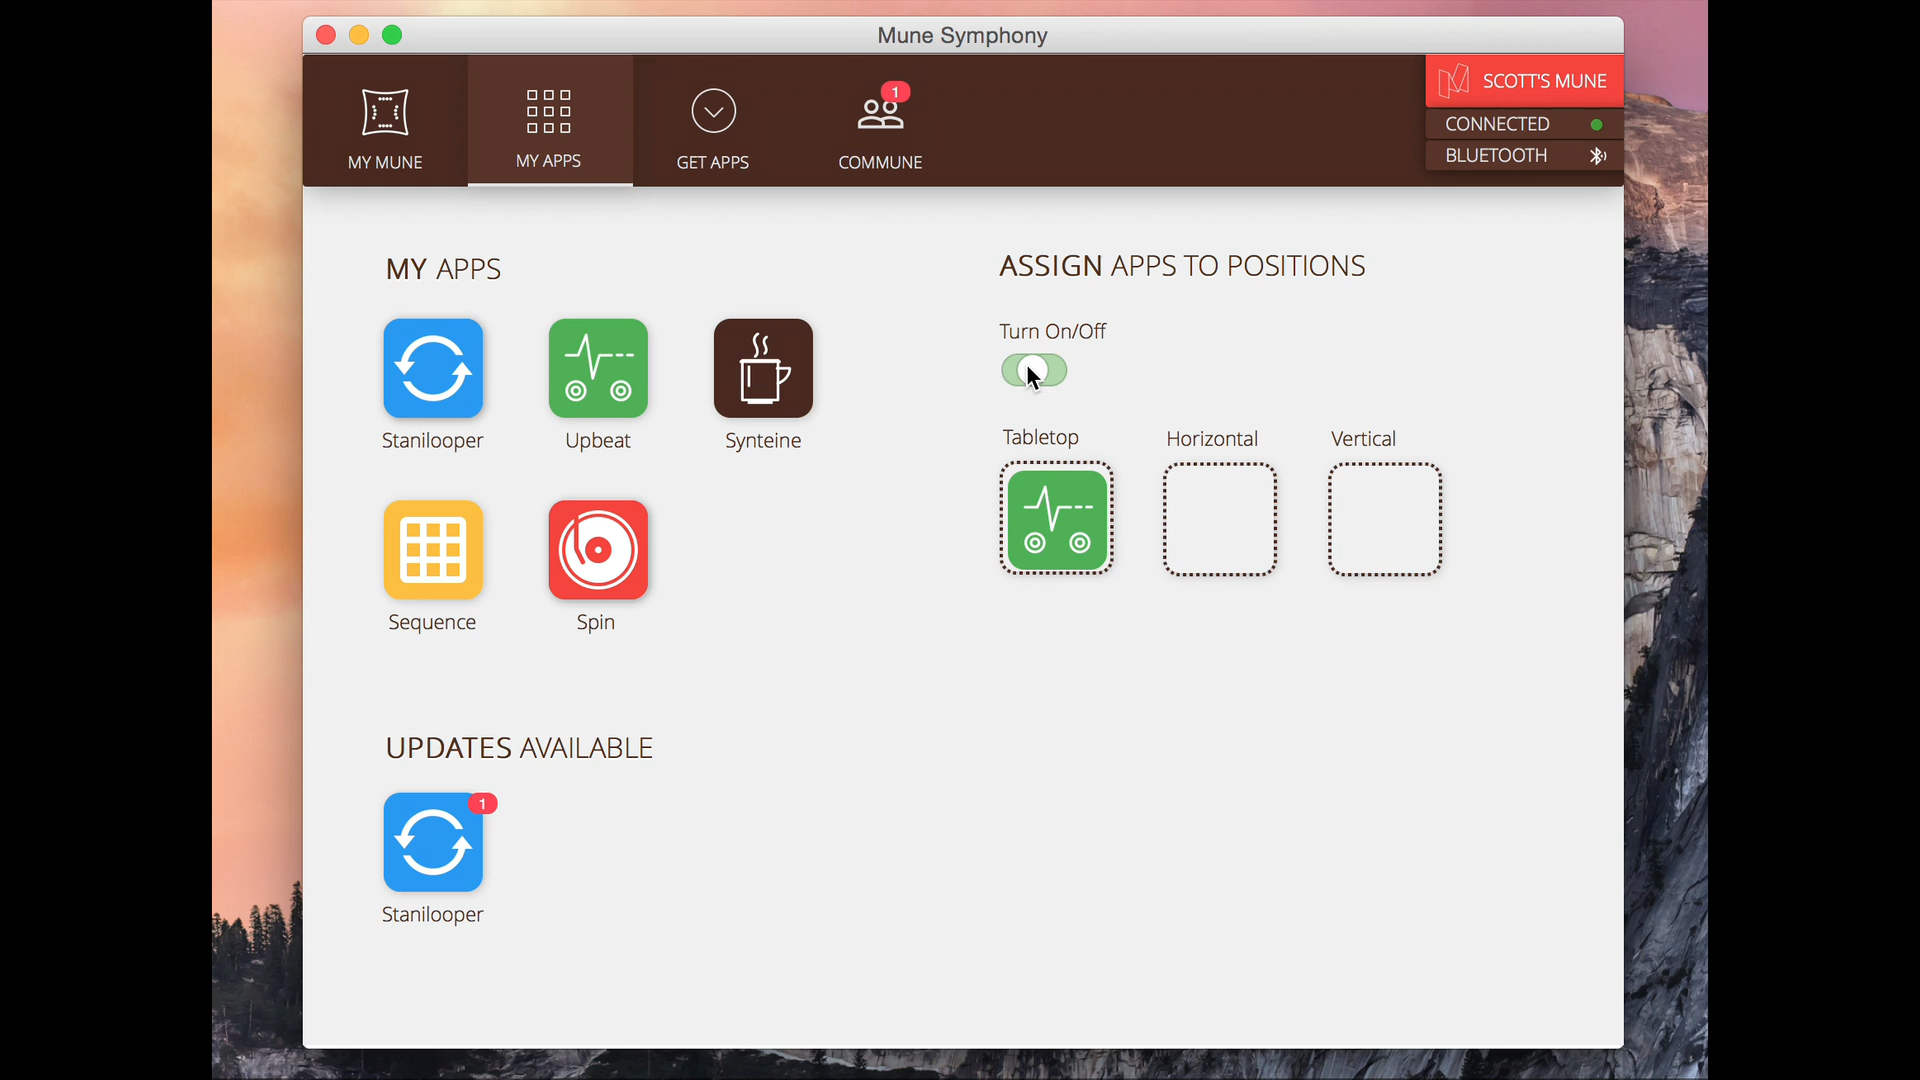 Mune Symphony
MY MUNE
MY APPS
GET APPS
1
COMMUNE
SCOTT'S MUNE
CONNECTED
BLUETOOTH
MY APPS
Stanilooper
Upbeat
Synteine
Sequence
Spin
ASSIGN APPS TO POSITIONS
Turn On/Off
Tabletop
Horizontal
Vertical
UPDATES AVAILABLE
1
Stanilooper